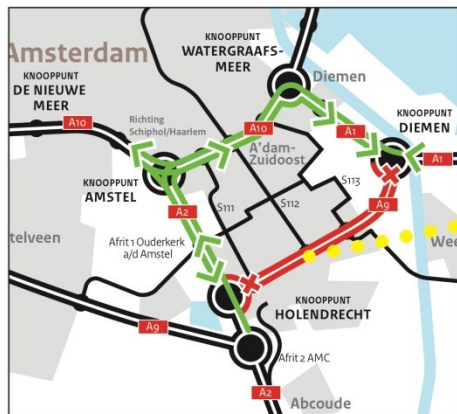 Amsterdam
KNOOPPUNT
WATERGRAAFS-
MEER
KNOOPPUNT
DE NIEUWE
MEER
Diemen
A10
Richting
Schiphol/Haarlem
A10
A1
KNOOPPUNT
DIEMEN
A'dam-
Zuidoost
A1
KNOOPPUNT
AMSTEL
S113
A2
S111
S112
A9
telveen
Afrit 1 Ouderkerk
a/d Amstel
Wee
KNOOPPUNT
HOLENDRECHT
A9
Afrit 2 AMC
A2
Abcoude